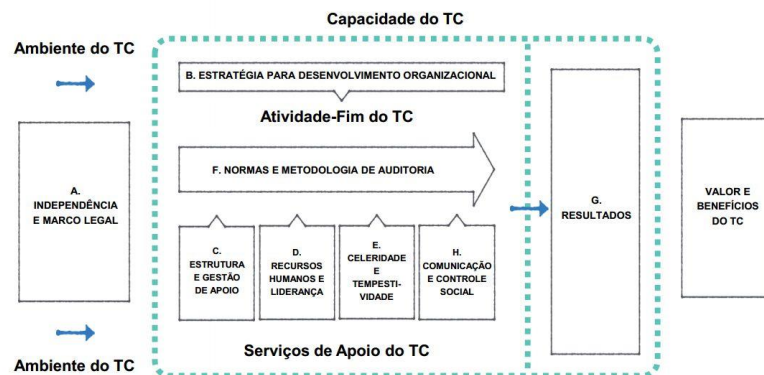 Capacidade do TC
Ambiente do TC
B. ESTRATÉGIA PARA DESENVOLVIMENTO ORGANIZACIONAL
Atividade-Fim do TC
A.
INDEPENDÊNCIA
E MARCO LEGAL
F. NORMAS E METODOLOGIA DE AUDITORIA
G.
RESULTADOS
VALOR E
BENEFÍCIOS
DO TC
C.
ESTRUTURA
E GESTÃO
DE APOIO
D.
RECURSOS
HUMANOS E
LIDERANÇA
E.
CELERIDADE
E
TEMPESTI-
VIDADE
H.
COMUNICAÇÃO
E CONTROLE
SOCIAL
Serviços de Apoio do TC
Ambiente do TC